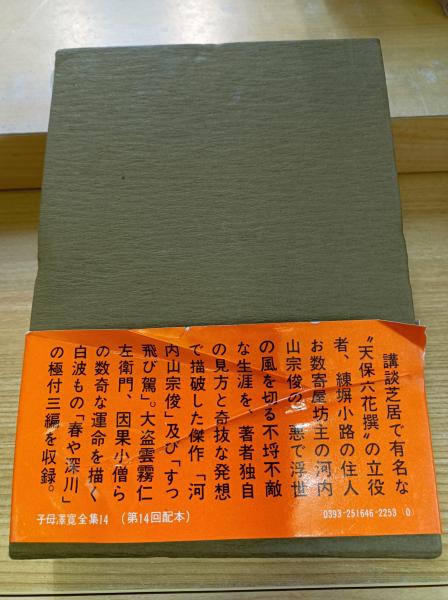 講談芝居で有名な
〝天保六花撰〟の立役
者、練塀小路の住人
お数寄屋坊主の河内
山宗俊の、悪で浮世
の風を切る不埒不敵
な生涯を、著者独自
の見方と奇抜な発想
で描破した傑作「河
内山宗俊」及び「すっ
飛び駕」。大盗雲霧仁
左衛門、因果小僧ら
の数奇な運命を描く
白波もの「春や深川」
の極付三編を収録。
子母澤寛全集14 (第14回配本)
0393-251646-2253 (0)